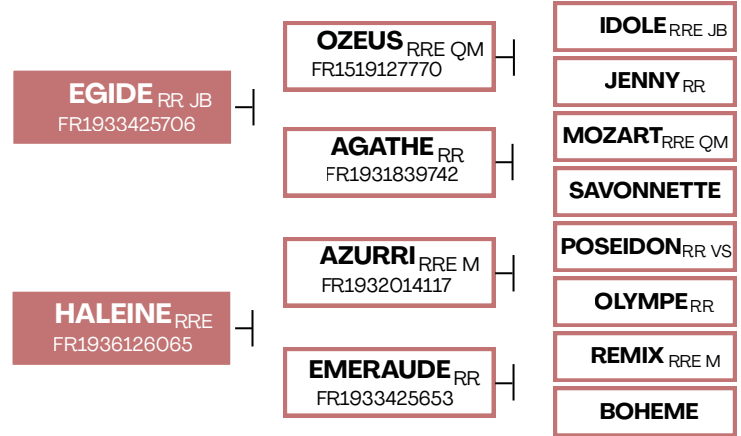 EGIDE RR JB
FR1933425706
HALEINE RRE
FR1936126065
OZEUS RRE QM
FR1519127770
AGATHE RR
FR1931839742
AZURRI RRE M
FR1932014117
EMERAUDE RR
FR1933425653
IDOLE RRE JB
JENNY RR
MOZART RRE QM
SAVONNETTE
POSEIDON RR VS
OLYMPE RR
REMIX RRE M
BOHEME